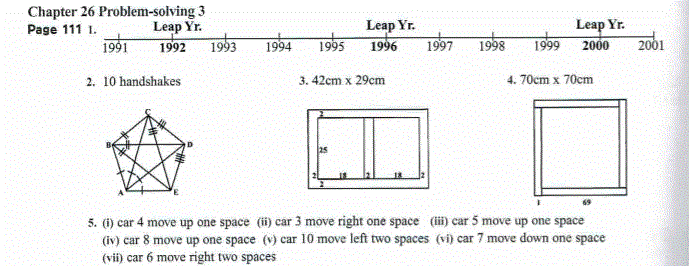 Chapter 26 Problem-solving 3
Page 111 1. Leap Yr. Leap Yr. Leap Yr.
1991 1992 1993 1994 1995 1996 1997 1998 1999 2000 2001
2. 10 handshakes 3. 42cm x 29cm 4. 70cm x 70cm
C
B D
A E
2
25
2 18 2 18 2
2
1 69
5. (i) car 4 move up one space (ii) car 3 move right one space (iii) car 5 move up one space
(iv) car 8 move up one space (v) car 10 move left two spaces (vi) car 7 move down one space
(vii) car 6 move right two spaces